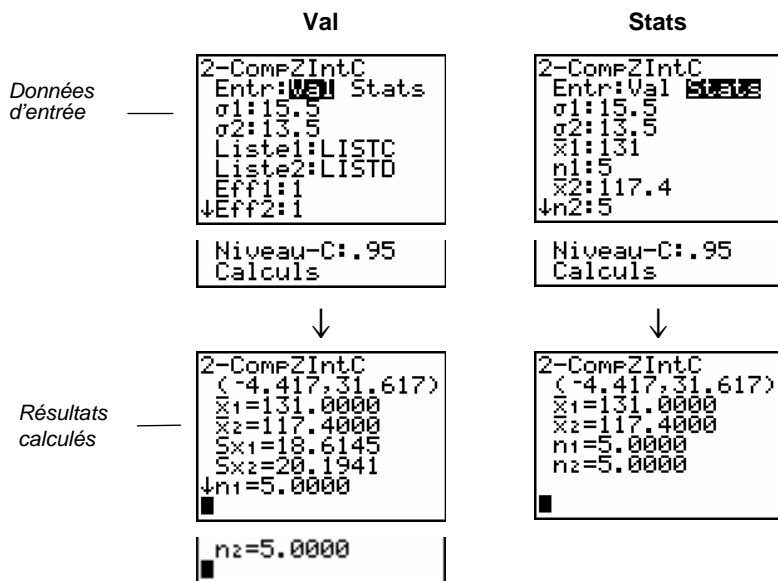 Val
Stats
Données
d'entrée
2-CompZIntC
Entr:Val Stats
σ1:15.5
σ2:13.5
Liste1:LISTC
Liste2:LISTD
Eff1:1
↓Eff2:1
Niveau-C:.95
Calculs
2-CompZIntC
Entr:Val Stats
σ1:15.5
σ2:13.5
x̄1:131
n1:5
x̄2:117.4
↓n2:5
Niveau-C:.95
Calculs
↓
↓
Résultats
calculés
2-CompZIntC
(-4.417,31.617)
x̄1=131.0000
x̄2=117.4000
Sx1=18.6145
Sx2=20.1941
↓n1=5.0000
n2=5.0000
2-CompZIntC
(-4.417,31.617)
x̄1=131.0000
x̄2=117.4000
n1=5.0000
n2=5.0000